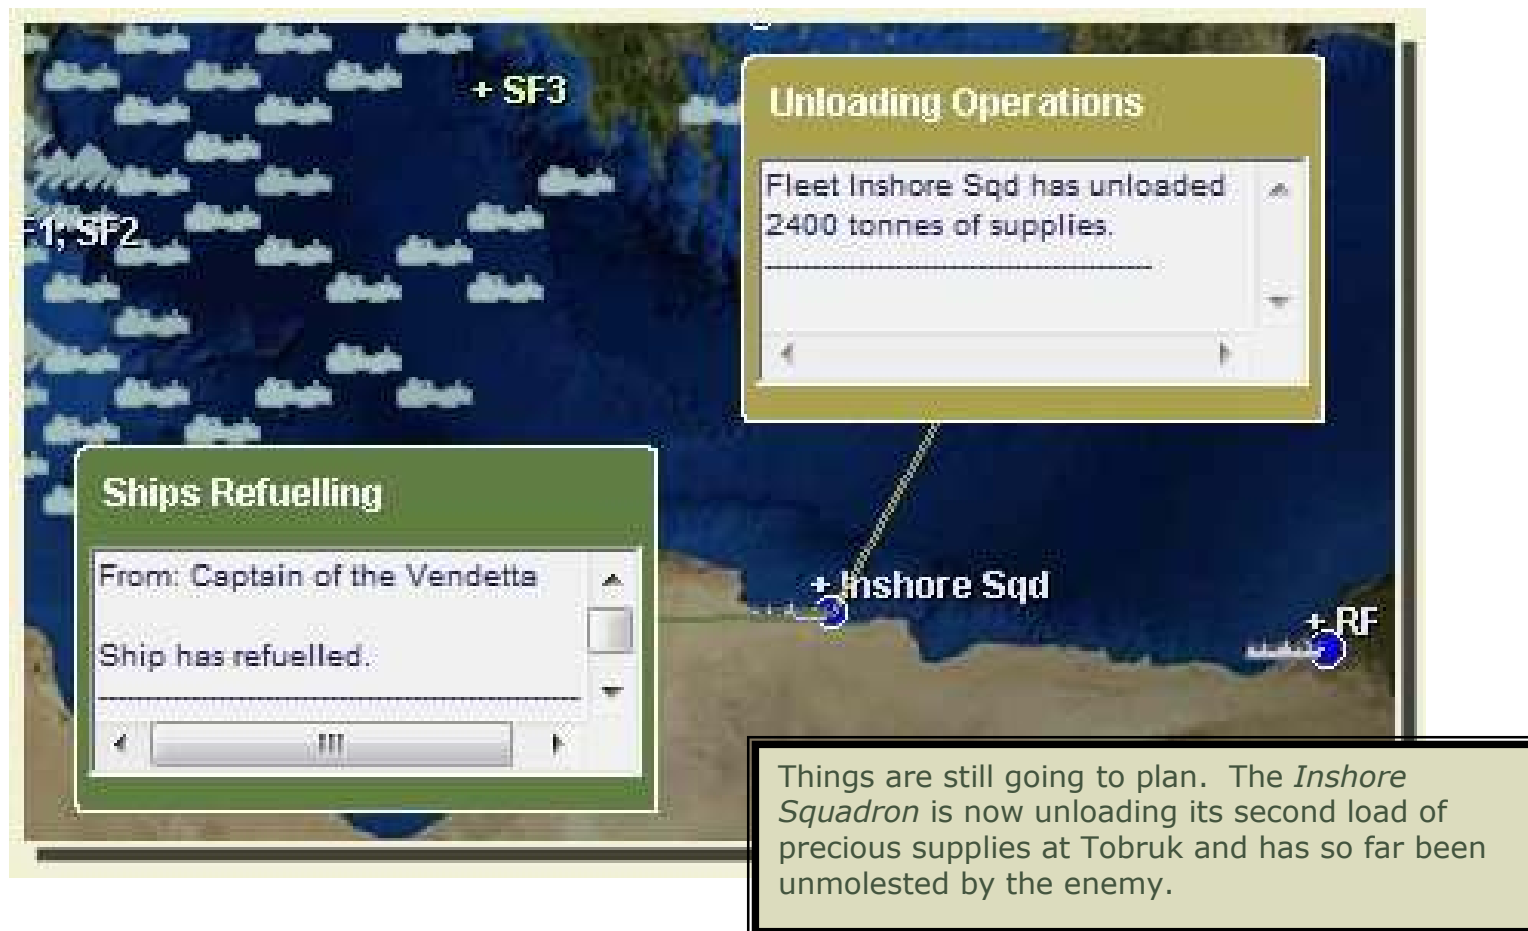 + SF3
Unloading Operations
Fleet Inshore Sqd has unloaded
2400 tonnes of supplies.
F1; SF2
Ships Refuelling
From: Captain of the Vendetta
Ship has refuelled.
+ Inshore Sqd
+ RF
Things are still going to plan. The Inshore
Squadron is now unloading its second load of
precious supplies at Tobruk and has so far been
unmolested by the enemy.